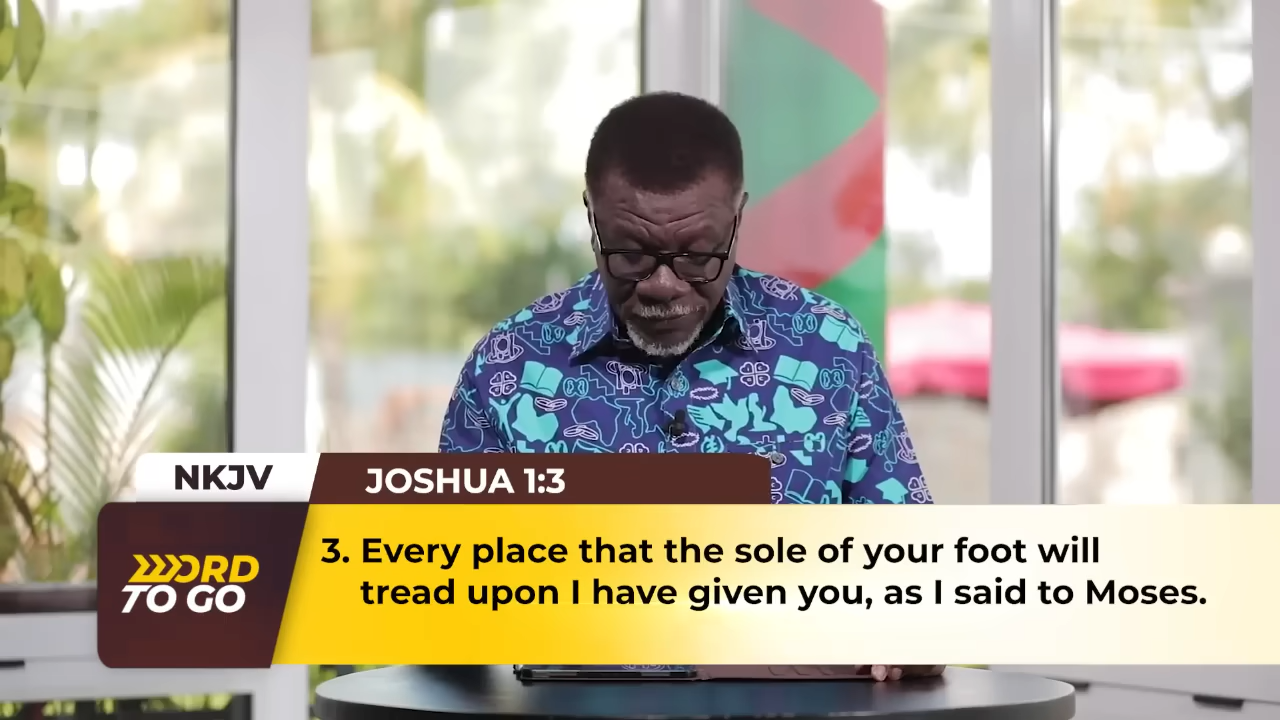 NKJV
JOSHUA 1:3
WORD
TO GO
3. Every place that the sole of your foot will
tread upon I have given you, as I said to Moses.